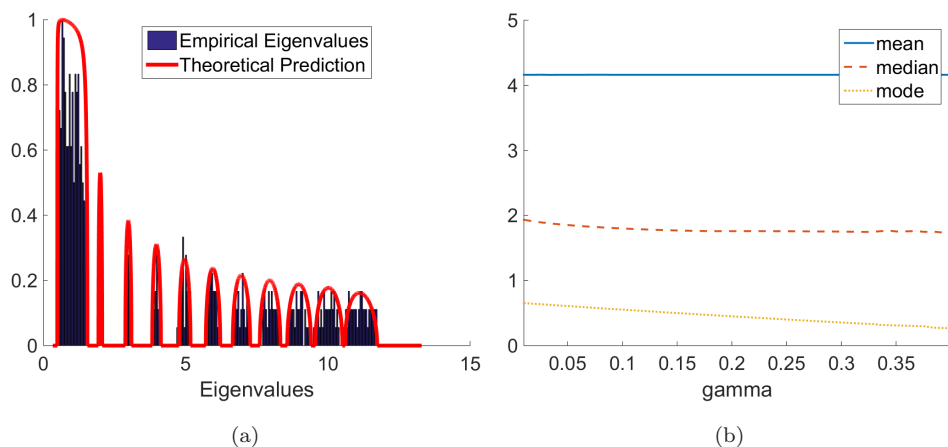 Empirical Eigenvalues
Theoretical Prediction
1
0.8
0.6
0.4
0.2
0
0 5 10 15
Eigenvalues
(a)
mean
median
mode
5
4
3
2
1
0
0.05 0.1 0.15 0.2 0.25 0.3 0.35
gamma
(b)